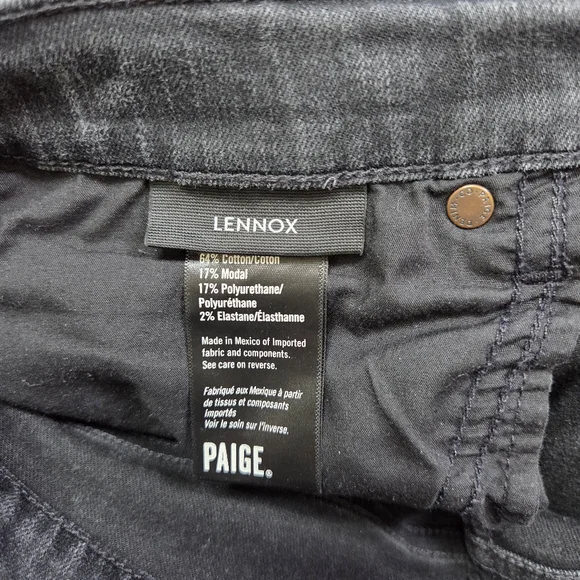 LENNOX
64% Cotton/Coton
17% Modal
17% Polyurethane/
Polyuréthane
2% Elastane/Élasthanne
Made in Mexico of Imported
fabric and components.
See care on reverse.
Fabriqué aux Mexique à partir
de tissus et composants
importés
Voir le soin sur l'inverse.
PAIGE®